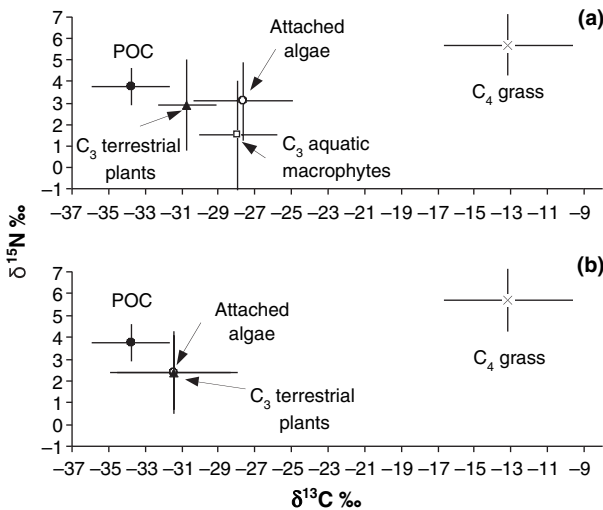 (a)
7
6
5
4
3
2
1
0
−1
POC
Attached
algae
C3 terrestrial
plants
C3 aquatic
macrophytes
C4 grass
−37 −35 −33 −31 −29 −27 −25 −23 −21 −19 −17 −15 −13 −11 −9
δ15N ‰
(b)
7
6
5
4
3
2
1
0
−1
POC
Attached
algae
C3 terrestrial
plants
C4 grass
−37 −35 −33 −31 −29 −27 −25 −23 −21 −19 −17 −15 −13 −11 −9
δ13C ‰